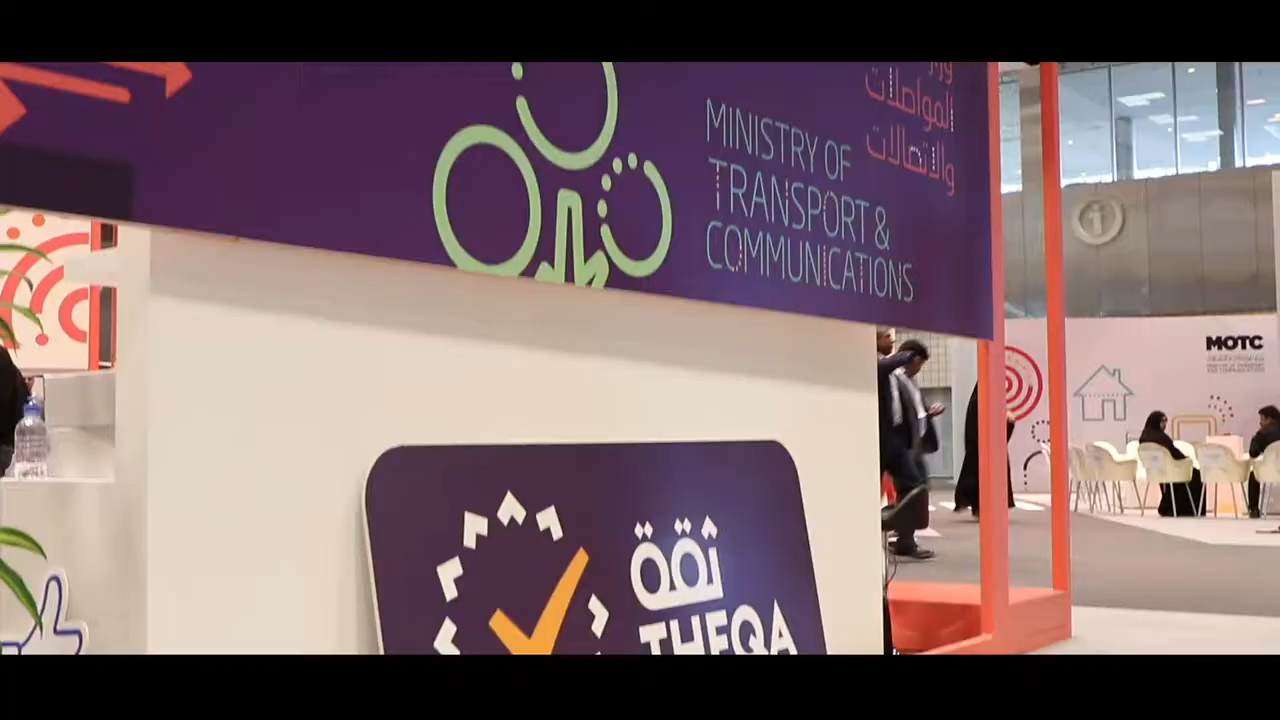 MINISTRY OF
TRANSPORT &
COMMUNICATIONS
المواصلات
والاتصالات
ثقة
THEQA
MOTC